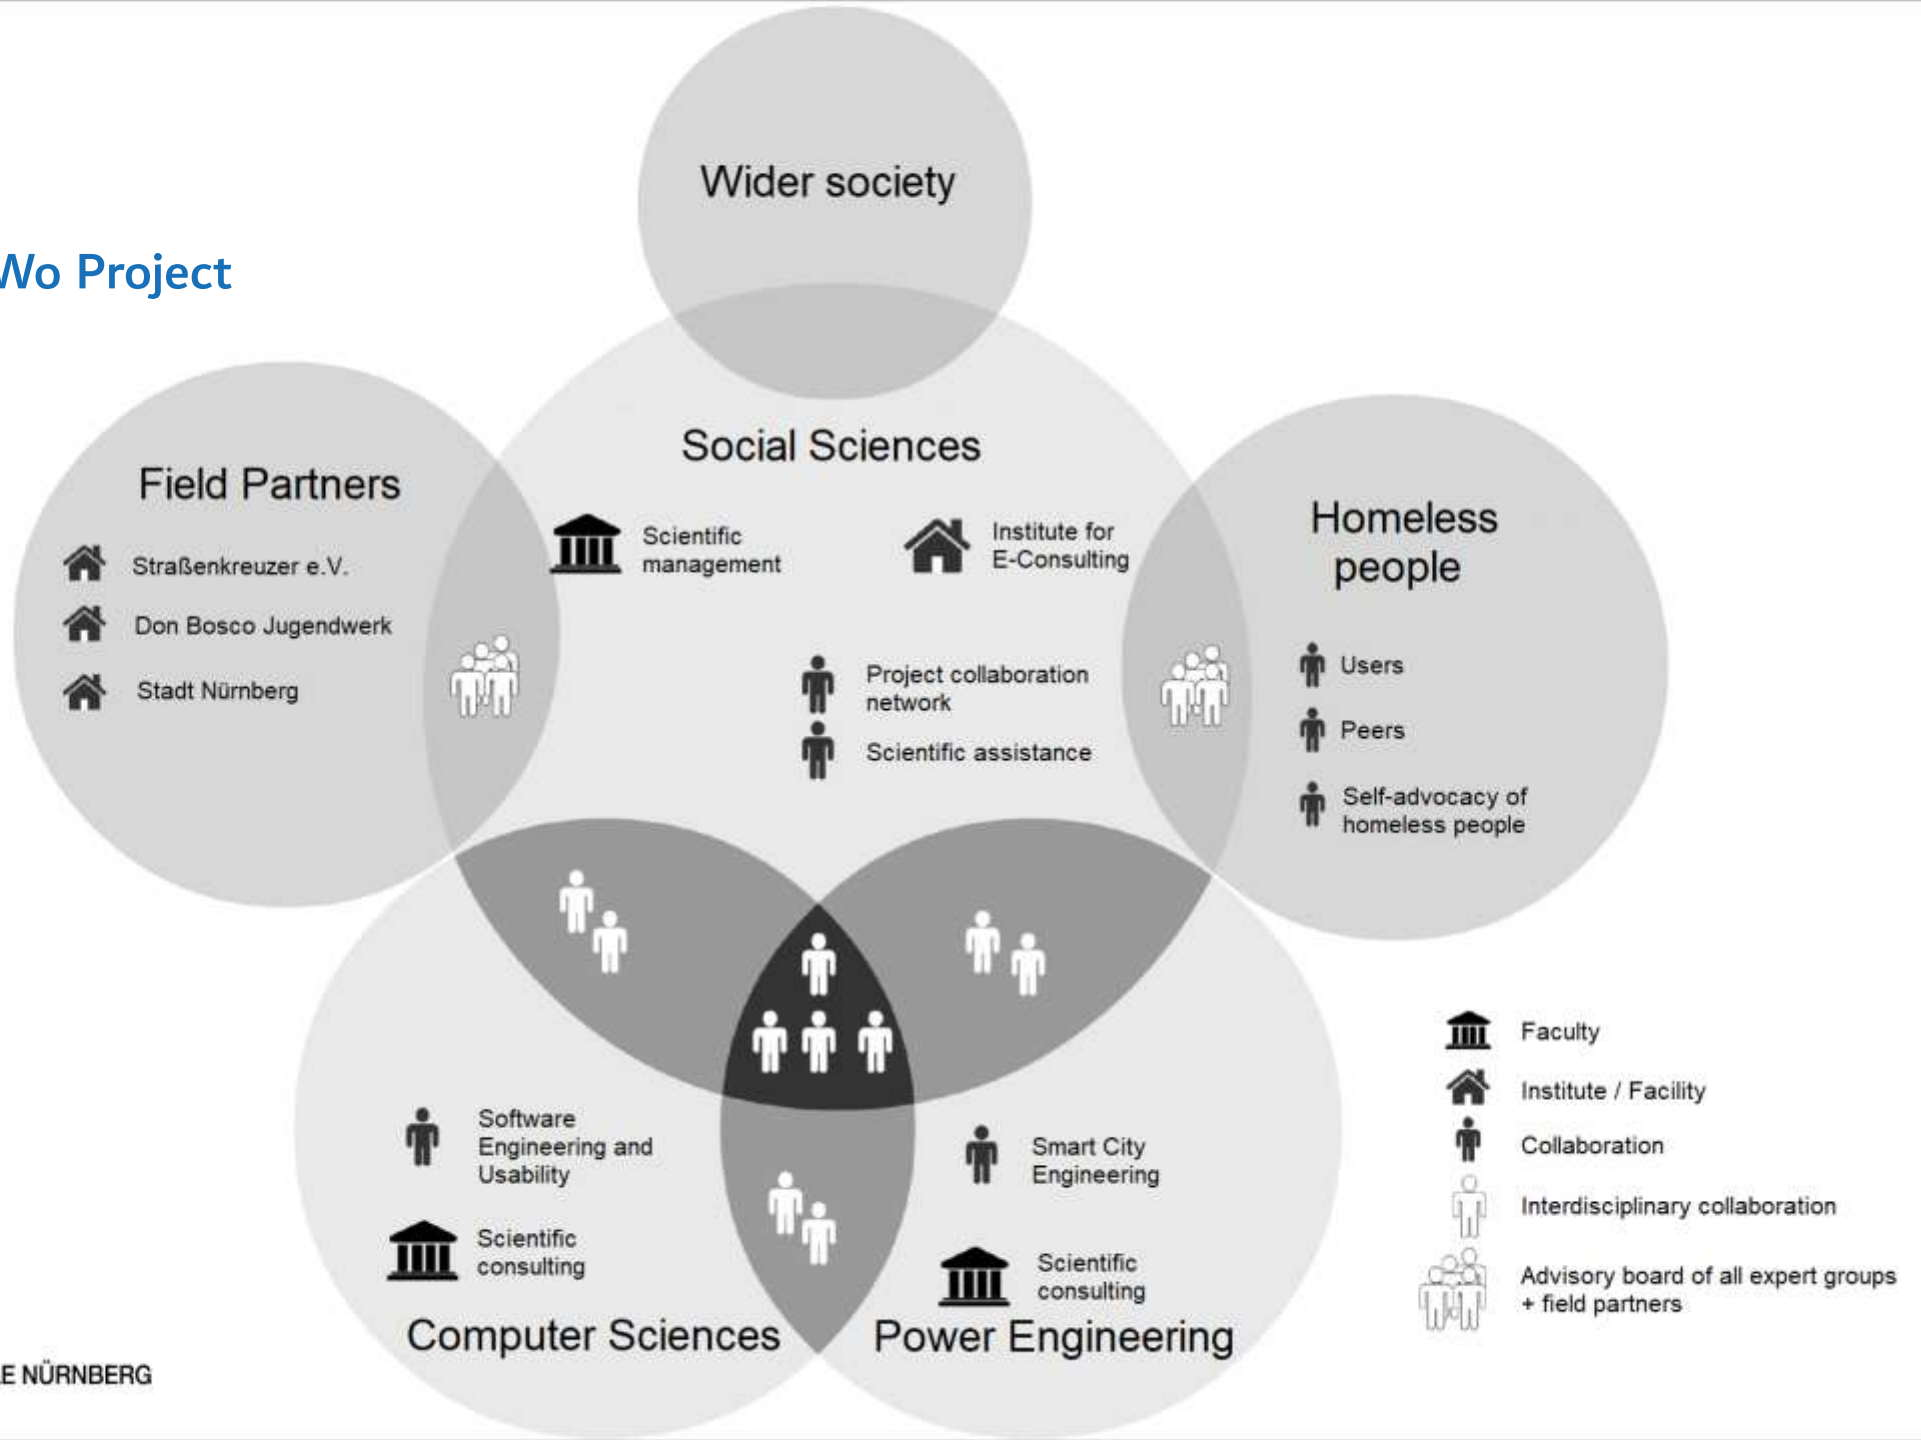 Wider society
Wo Project
Social Sciences
Field Partners
Straßenkreuzer e.V.
Don Bosco Jugendwerk
Stadt Nürnberg
Scientific
management
Institute for
E-Consulting
Project collaboration
network
Scientific assistance
Homeless
people
Users
Peers
Self-advocacy of
homeless people
Software
Engineering and
Usability
Scientific
consulting
Computer Sciences
Smart City
Engineering
Scientific
consulting
Power Engineering
Faculty
Institute / Facility
Collaboration
Interdisciplinary collaboration
Advisory board of all expert groups
+ field partners
E NÜRNBERG